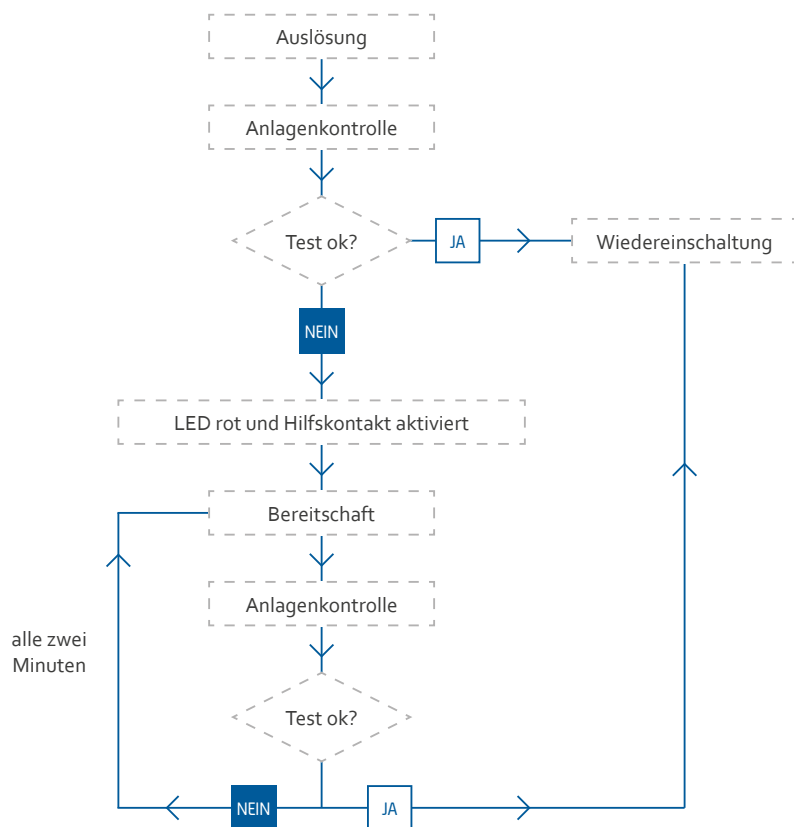 Auslösung
Anlagenkontrolle
Test ok?
JA
Wiedereinschaltung
NEIN
LED rot und Hilfskontakt aktiviert
Bereitschaft
Anlagenkontrolle
alle zwei
Minuten
Test ok?
NEIN
JA